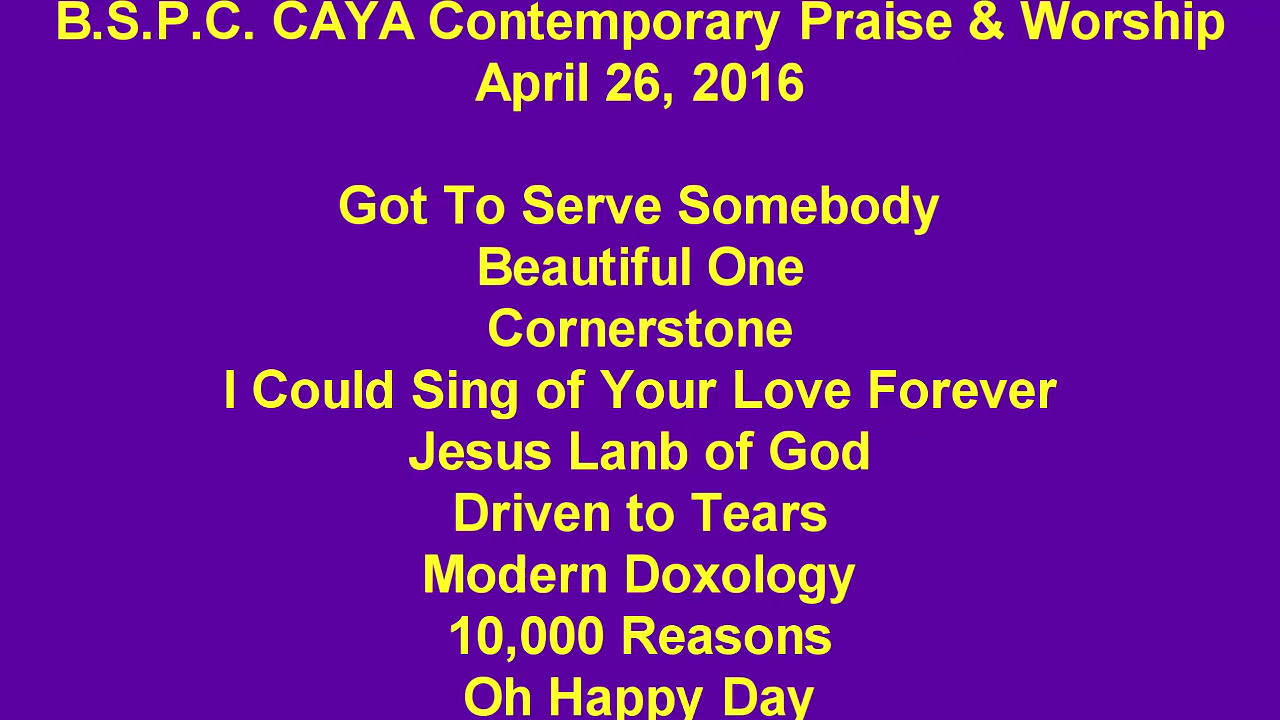 B.S.P.C. CAYA Contemporary Praise & Worship
April 26, 2016
Got To Serve Somebody
Beautiful One
Cornerstone
I Could Sing of Your Love Forever
Jesus Lanb of God
Driven to Tears
Modern Doxology
10,000 Reasons
Oh Happy Day